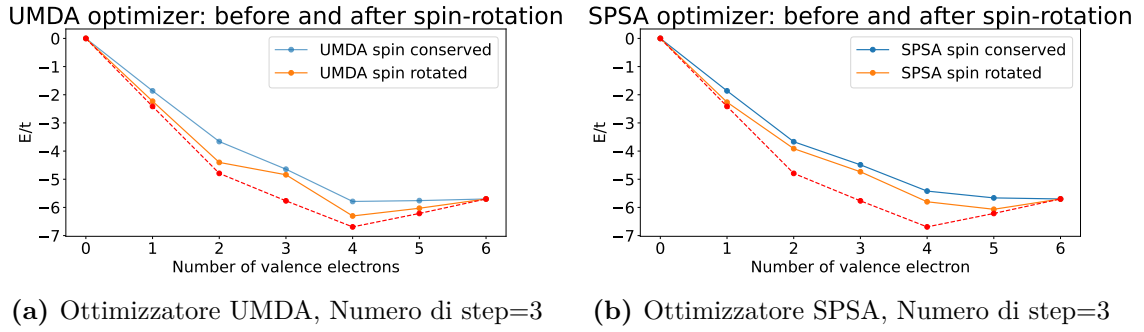 UMDA optimizer: before and after spin-rotation
UMDA spin conserved
UMDA spin rotated
0
−1
−2
−3
−4
−5
−6
−7
E/t
0 1 2 3 4 5 6
Number of valence electrons
(a) Ottimizzatore UMDA, Numero di step=3
SPSA optimizer: before and after spin-rotation
SPSA spin conserved
SPSA spin rotated
0
−1
−2
−3
−4
−5
−6
−7
E/t
0 1 2 3 4 5 6
Number of valence electron
(b) Ottimizzatore SPSA, Numero di step=3